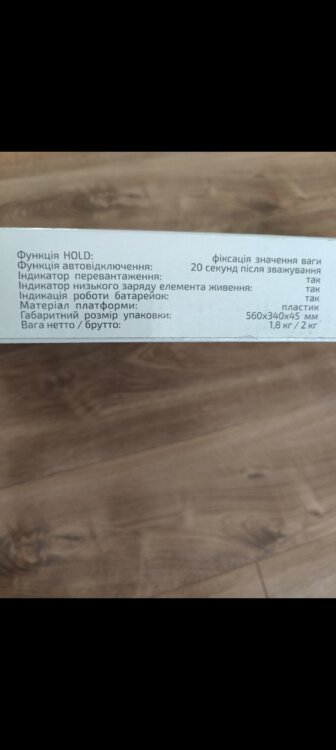 Функція HOLD: фіксація значення ваги
Функція автовідключення: 20 секунд після зважування
Індикатор перевантаження: так
Індикатор низького заряду елемента живення: так
Індикація роботи батарейок: так
Матеріал платформи: пластик
Габаритний розмір упаковки: 560х340х45 мм
Вага нетто / брутто: 1,8 кг / 2 кг